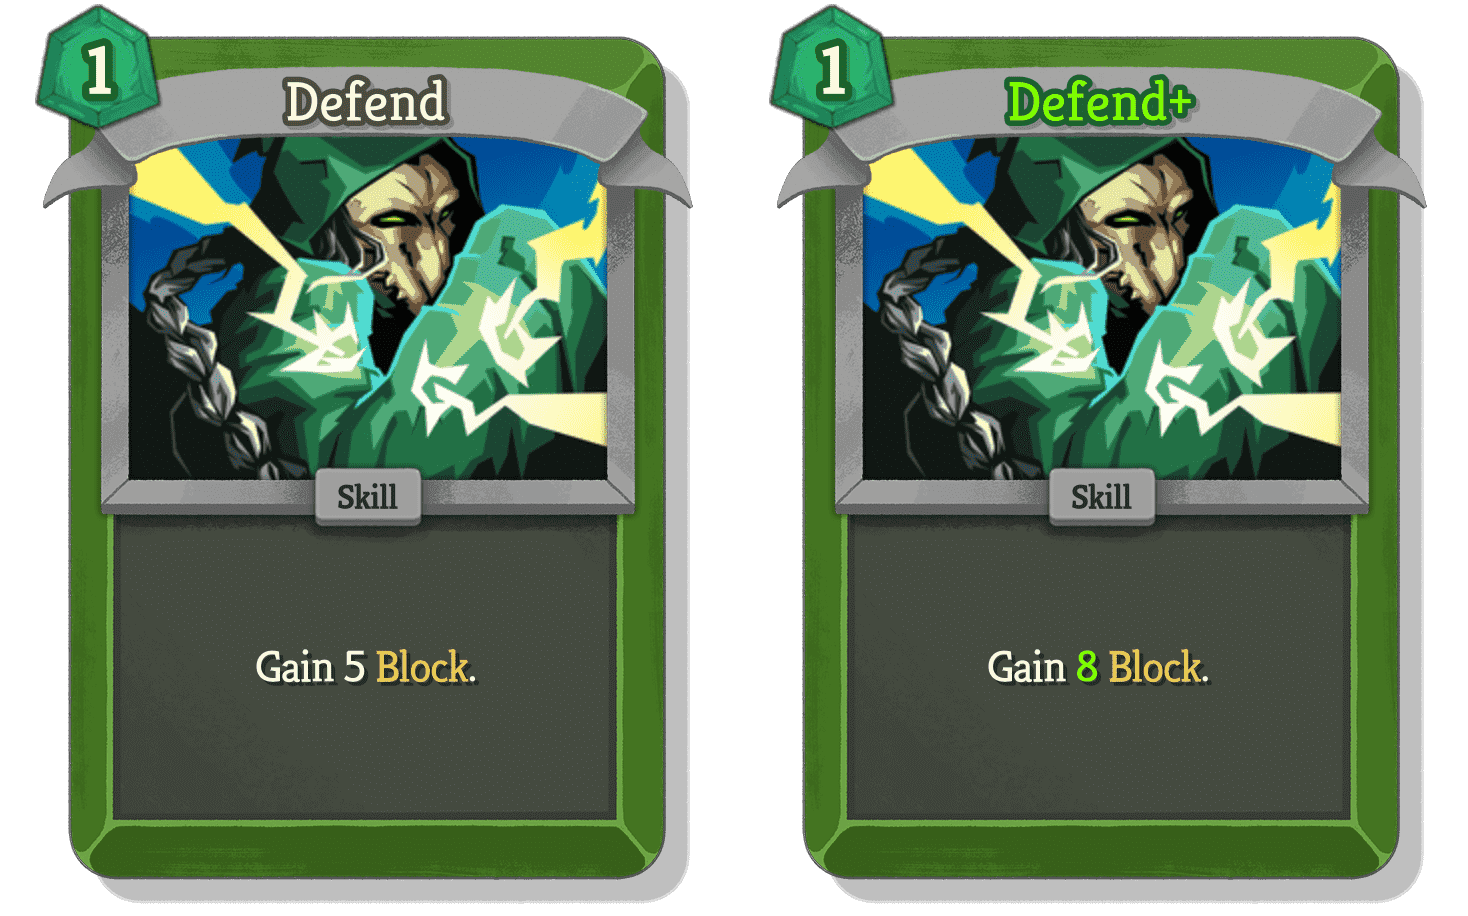 1
Defend
Skill
Gain 5 Block.
1
Defend+
Skill
Gain 8 Block.